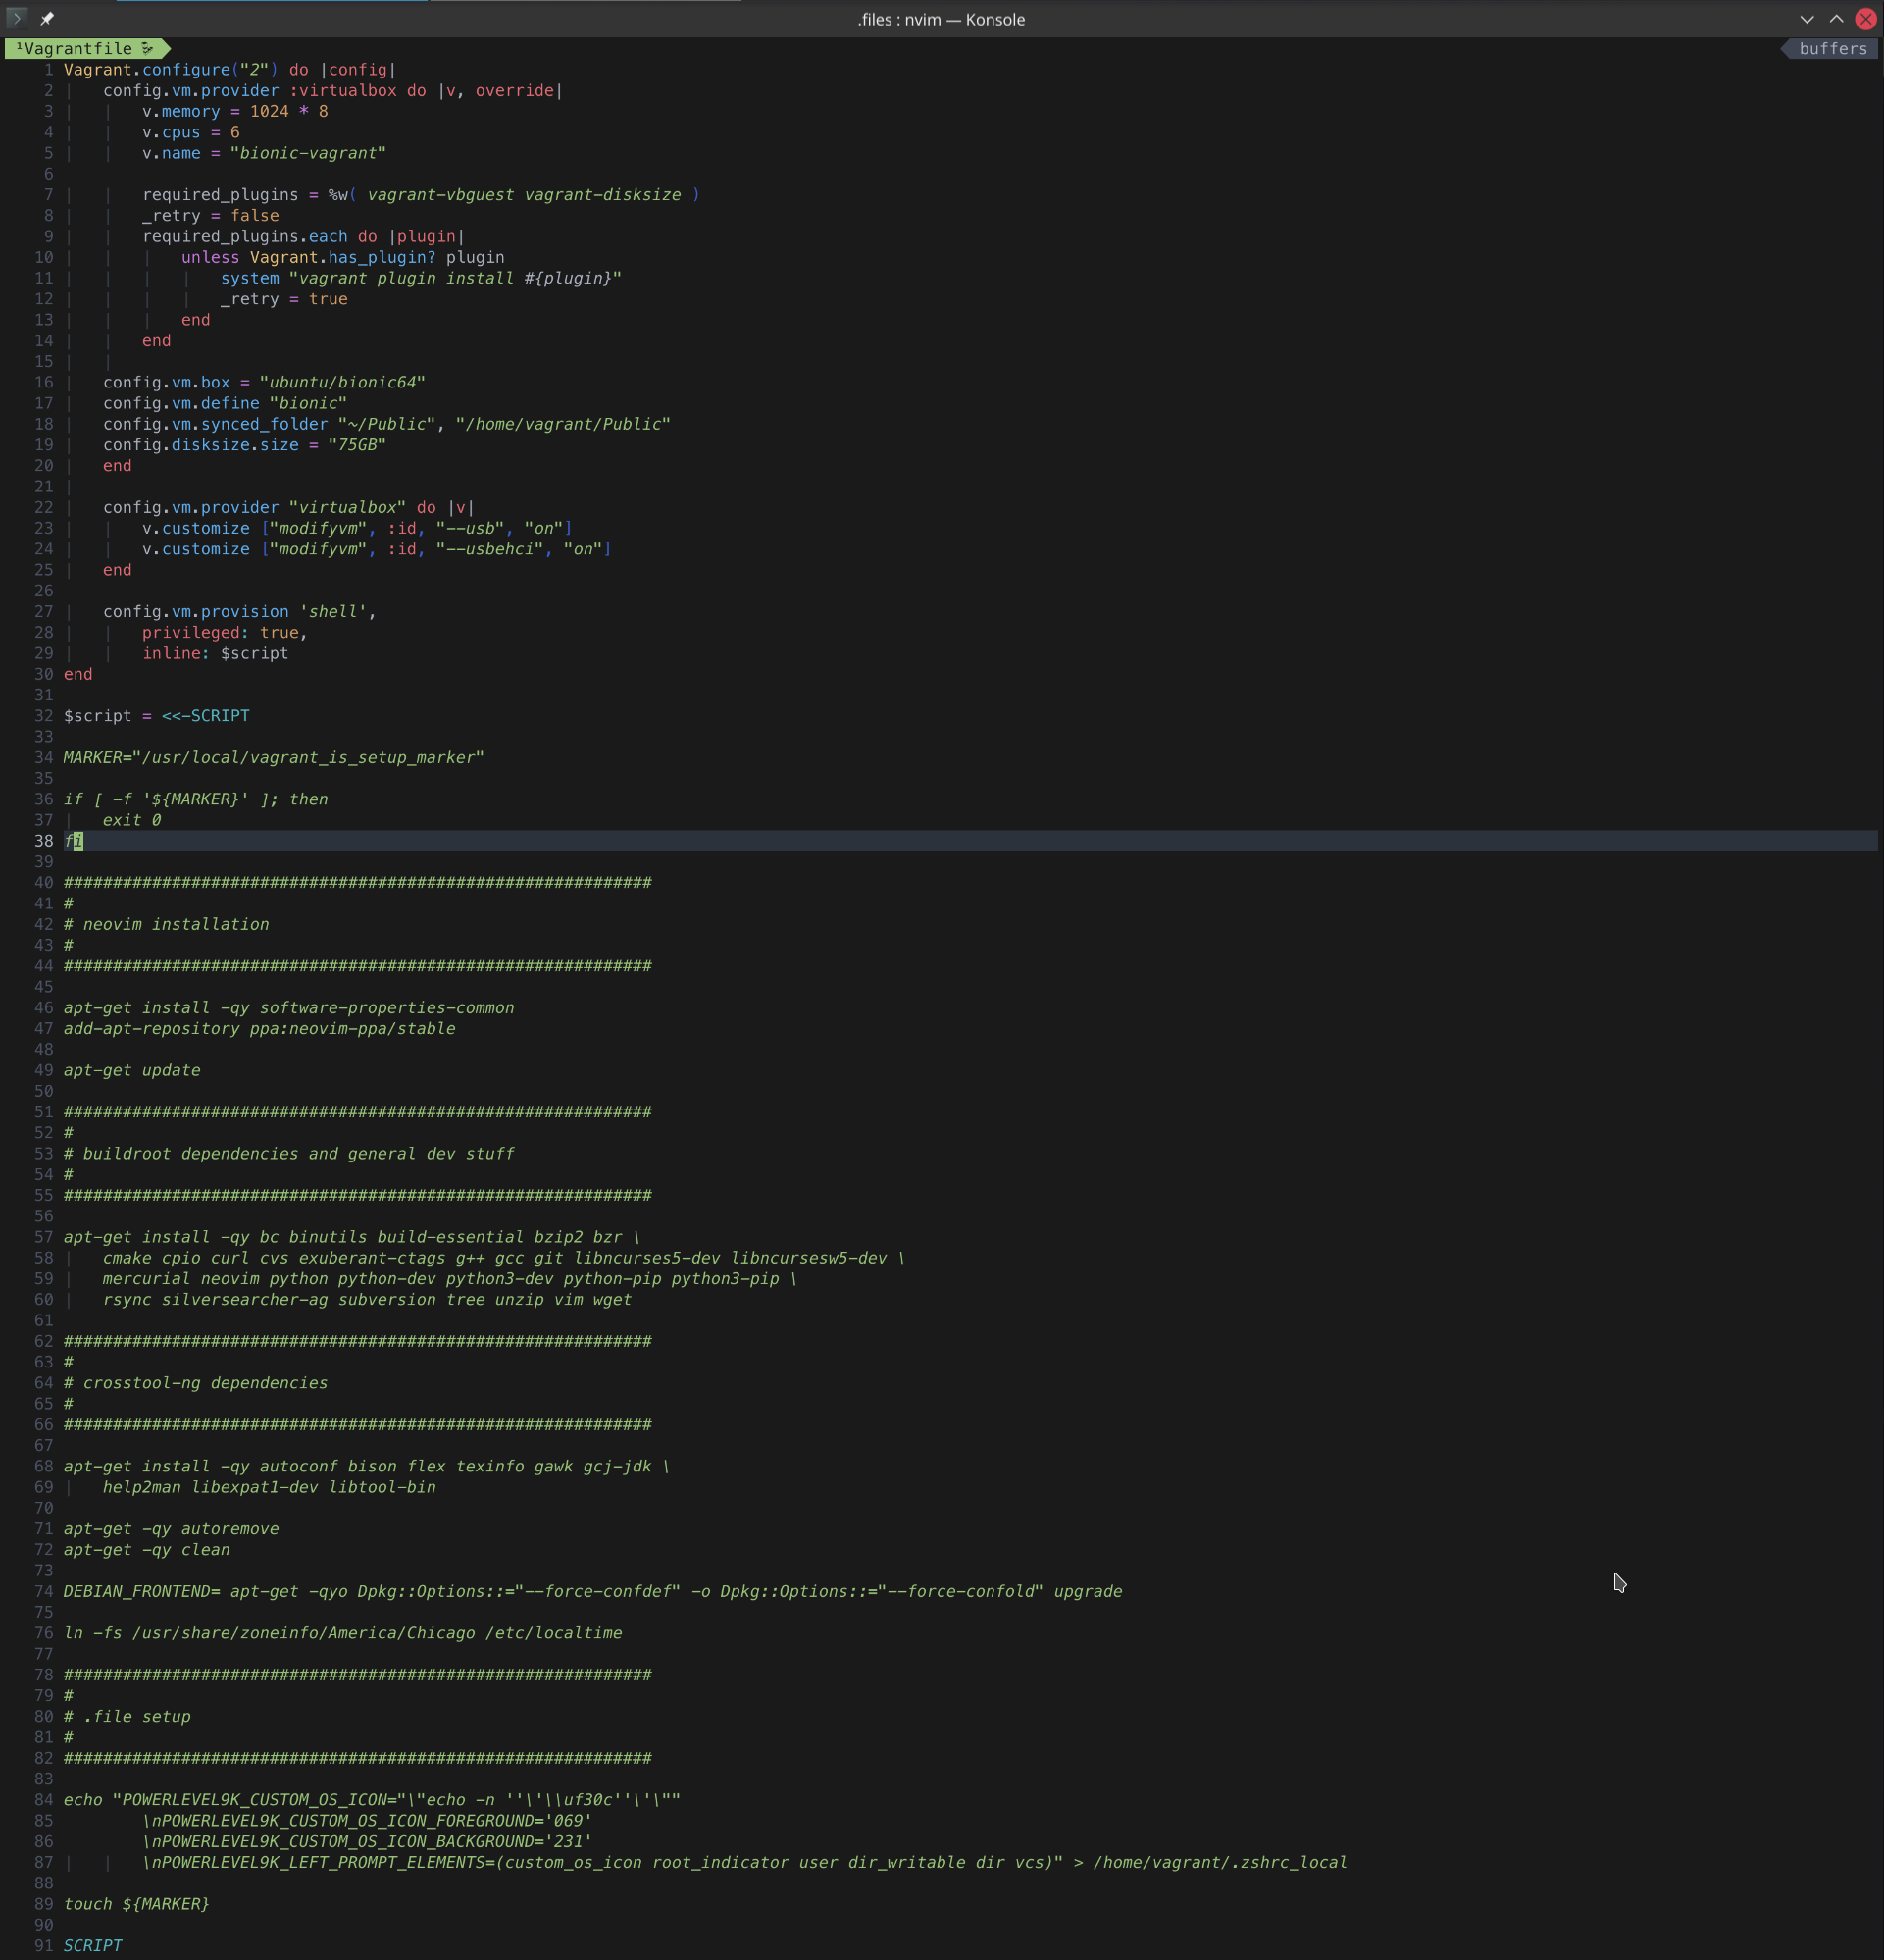 .files : nvim — Konsole
¹Vagrantfile
buffers
1 Vagrant.configure("2") do |config|
2 config.vm.provider :virtualbox do |v, override|
3 v.memory = 1024 * 8
4 v.cpus = 6
5 v.name = "bionic-vagrant"
6
7 required_plugins = %w( vagrant-vbguest vagrant-disksize )
8 _retry = false
9 required_plugins.each do |plugin|
10 unless Vagrant.has_plugin? plugin
11 system "vagrant plugin install #{plugin}"
12 _retry = true
13 end
14 end
15
16 config.vm.box = "ubuntu/bionic64"
17 config.vm.define "bionic"
18 config.vm.synced_folder "~/Public", "/home/vagrant/Public"
19 config.disksize.size = "75GB"
20 end
21
22 config.vm.provider "virtualbox" do |v|
23 v.customize ["modifyvm", :id, "--usb", "on"]
24 v.customize ["modifyvm", :id, "--usbehci", "on"]
25 end
26
27 config.vm.provision 'shell',
28 privileged: true,
29 inline: $script
30 end
31
32 $script = <<-SCRIPT
33
34 MARKER="/usr/local/vagrant_is_setup_marker"
35
36 if [ -f '${MARKER}' ]; then
37 exit 0
38 fi
39
40 ############################################################
41 #
42 # neovim installation
43 #
44 ############################################################
45
46 apt-get install -qy software-properties-common
47 add-apt-repository ppa:neovim-ppa/stable
48
49 apt-get update
50
51 ############################################################
52 #
53 # buildroot dependencies and general dev stuff
54 #
55 ############################################################
56
57 apt-get install -qy bc binutils build-essential bzip2 bzr \
58 cmake cpio curl cvs exuberant-ctags g++ gcc git libncurses5-dev libncursesw5-dev \
59 mercurial neovim python python-dev python3-dev python-pip python3-pip \
60 rsync silversearcher-ag subversion tree unzip vim wget
61
62 ############################################################
63 #
64 # crosstool-ng dependencies
65 #
66 ############################################################
67
68 apt-get install -qy autoconf bison flex texinfo gawk gcj-jdk \
69 help2man libexpat1-dev libtool-bin
70
71 apt-get -qy autoremove
72 apt-get -qy clean
73
74 DEBIAN_FRONTEND= apt-get -qyo Dpkg::Options::="--force-confdef" -o Dpkg::Options::="--force-confold" upgrade
75
76 ln -fs /usr/share/zoneinfo/America/Chicago /etc/localtime
77
78 ############################################################
79 #
80 # .file setup
81 #
82 ############################################################
83
84 echo "POWERLEVEL9K_CUSTOM_OS_ICON="\"echo -n ''\'\\uf30c''\'\""
85 \nPOWERLEVEL9K_CUSTOM_OS_ICON_FOREGROUND='069'
86 \nPOWERLEVEL9K_CUSTOM_OS_ICON_BACKGROUND='231'
87 \nPOWERLEVEL9K_LEFT_PROMPT_ELEMENTS=(custom_os_icon root_indicator user dir_writable dir vcs)" > /home/vagrant/.zshrc_local
88
89 touch ${MARKER}
90
91 SCRIPT